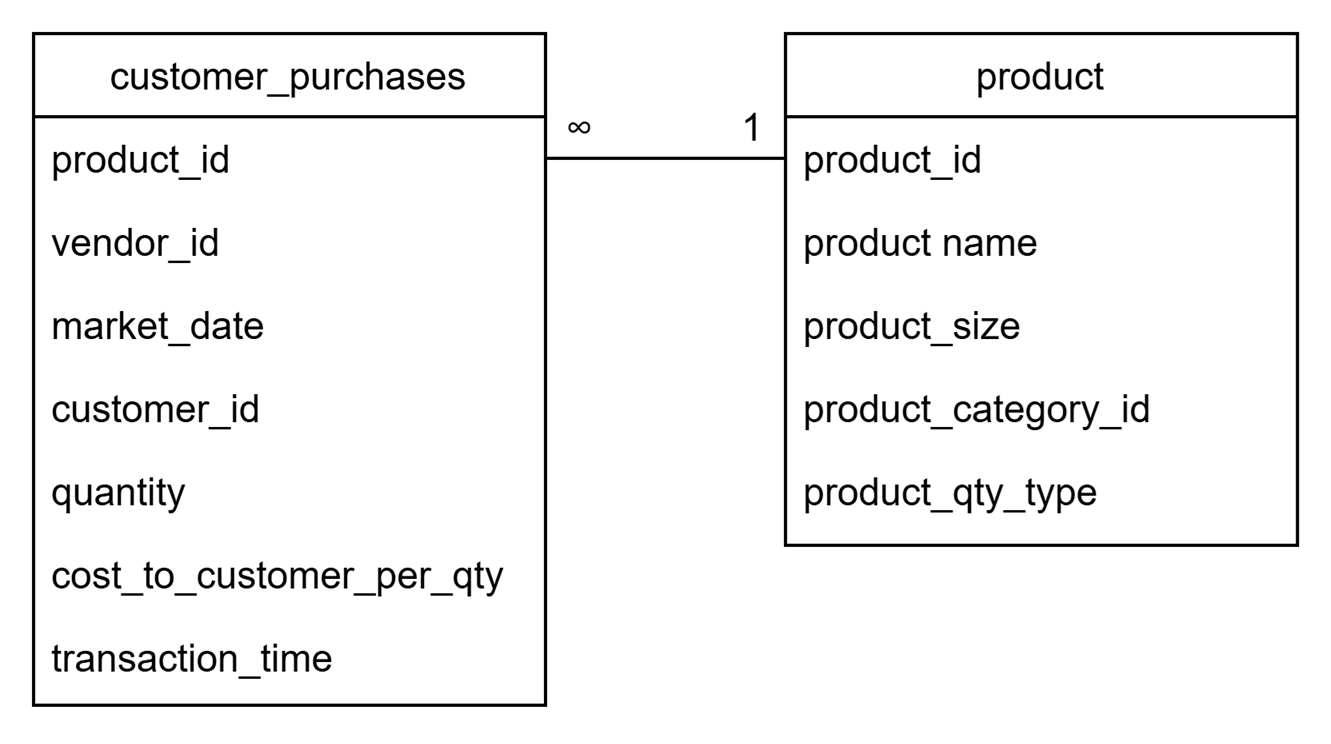 customer_purchases
product_id
vendor_id
market_date
customer_id
quantity
cost_to_customer_per_qty
transaction_time
∞ 1
product
product_id
product name
product_size
product_category_id
product_qty_type